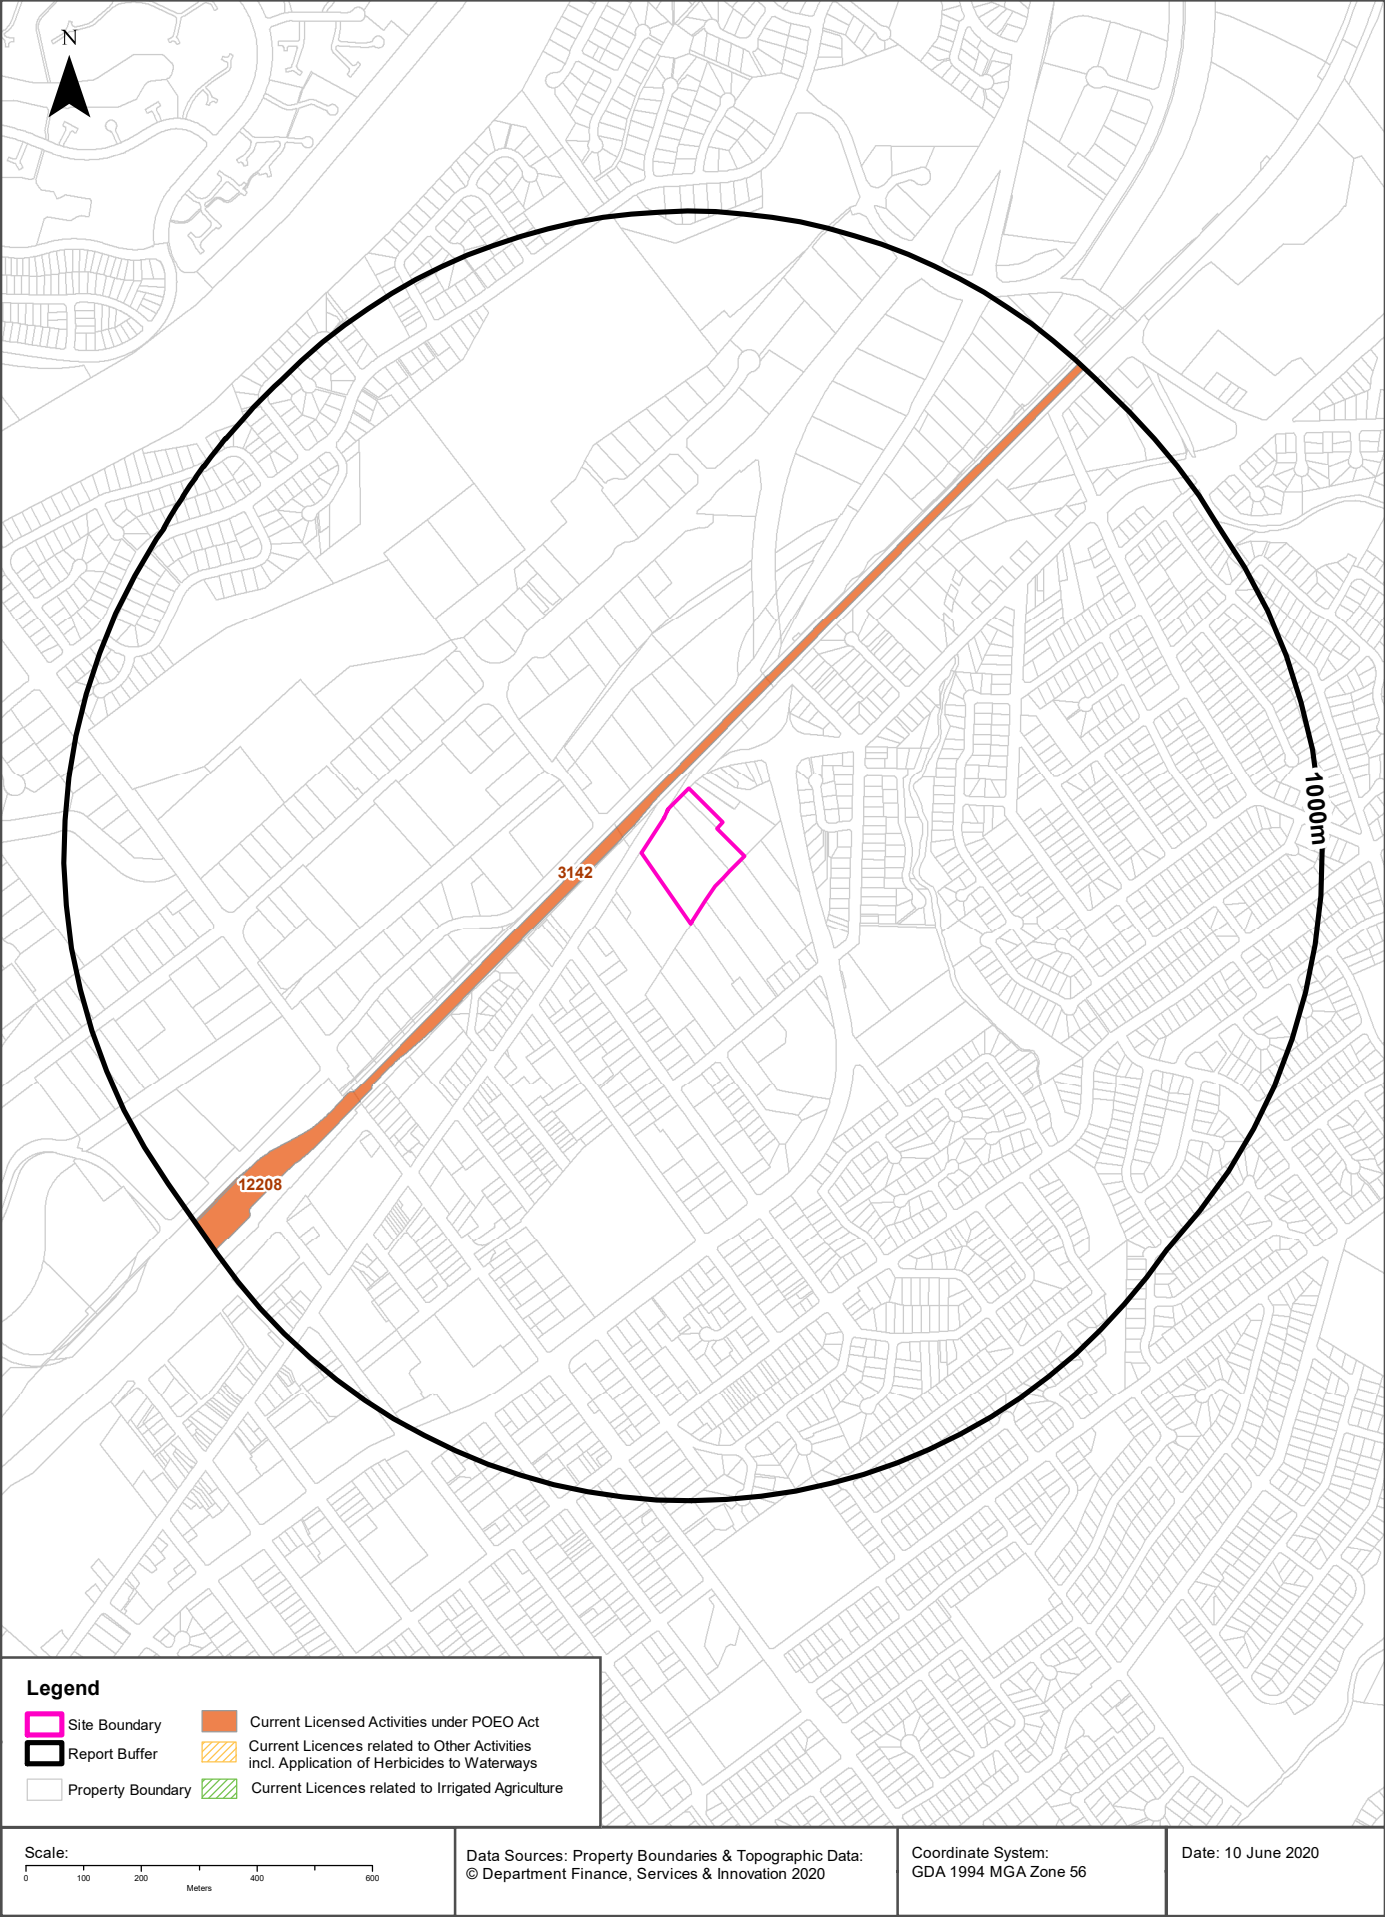 N
1000m
3142
12208
Legend
Site Boundary
Report Buffer
Property Boundary
Current Licensed Activities under POEO Act
Current Licences related to Other Activities
incl. Application of Herbicides to Waterways
Current Licences related to Irrigated Agriculture
Scale:
0 100 200 400 600
Meters
Data Sources: Property Boundaries & Topographic Data:
© Department Finance, Services & Innovation 2020
Coordinate System:
GDA 1994 MGA Zone 56
Date: 10 June 2020